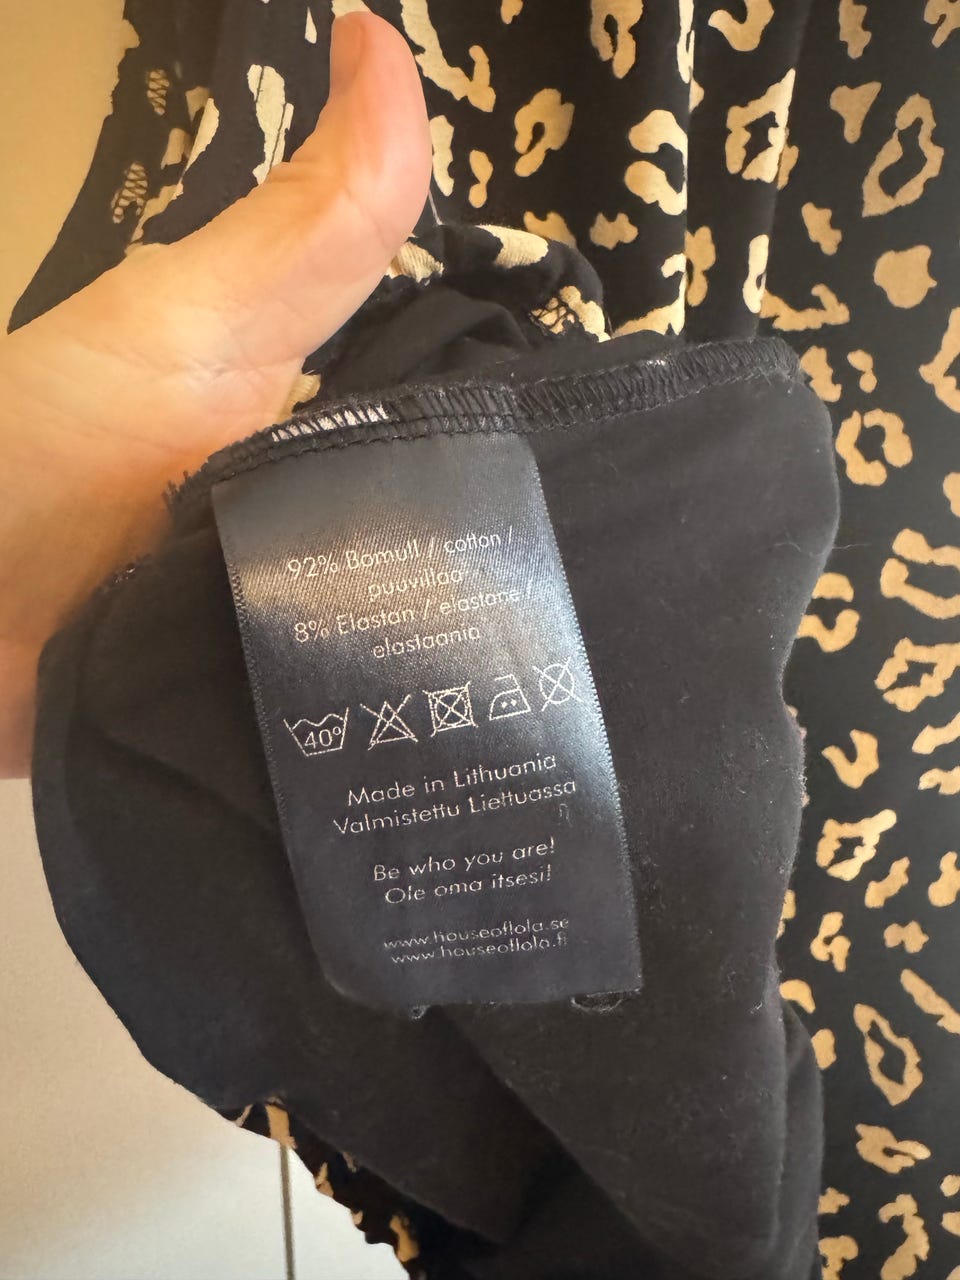 92% Bomull / cotton /
puuvillaa
8% Elastan / elastane /
elastaania
40°
Made in Lithuania
Valmistettu Liettuassa
Be who you are!
Ole oma itsesi!
www.houseoflola.se
www.houseoflola.fi